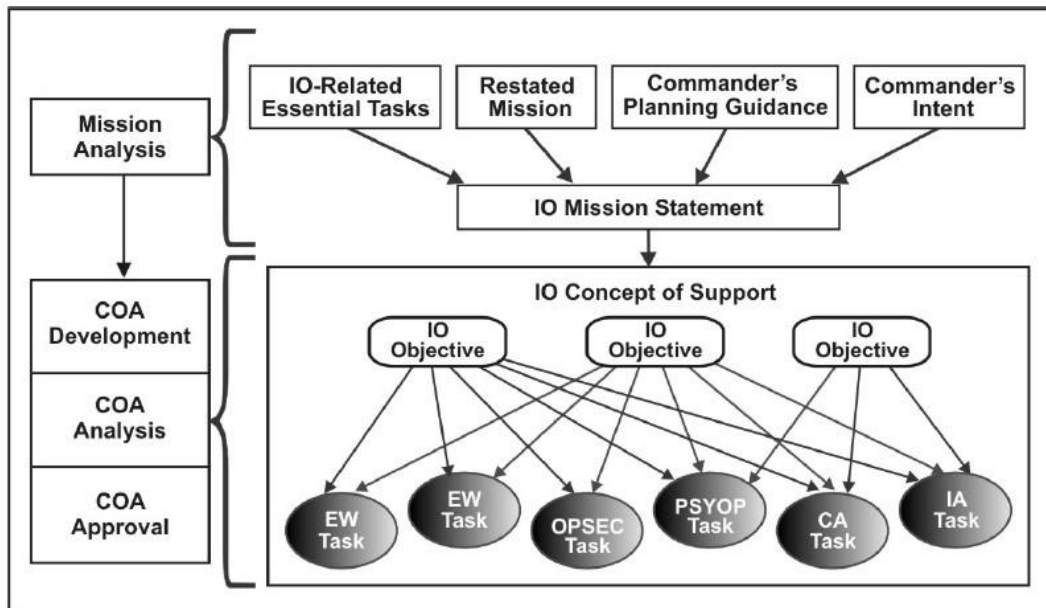 Mission
Analysis
IO-Related
Essential Tasks
Restated
Mission
Commander's
Planning Guidance
Commander's
Intent
IO Mission Statement
COA
Development
COA
Analysis
COA
Approval
IO Concept of Support
IO
Objective
IO
Objective
IO
Objective
EW
Task
EW
Task
OPSEC
Task
PSYOP
Task
CA
Task
IA
Task